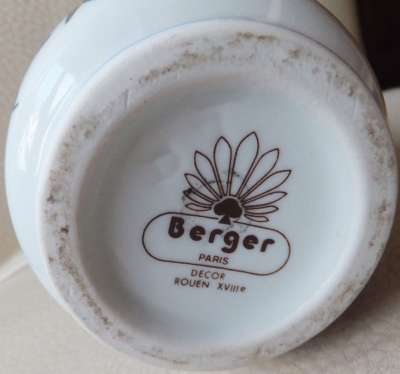 Berger
PARIS
DECOR
ROUEN XVIIIe